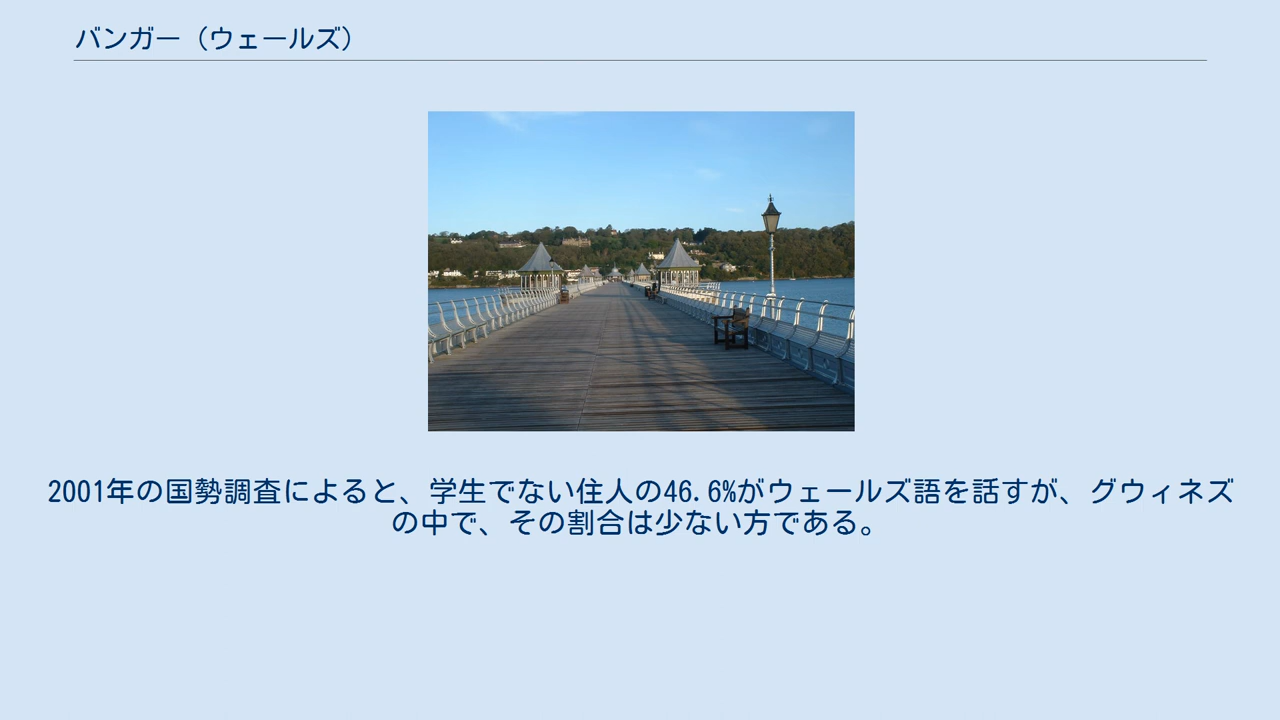 バンガー（ウェールズ）
2001年の国勢調査によると、学生でない住人の46.6%がウェールズ語を話すが、グウィネズ
の中で、その割合は少ない方である。